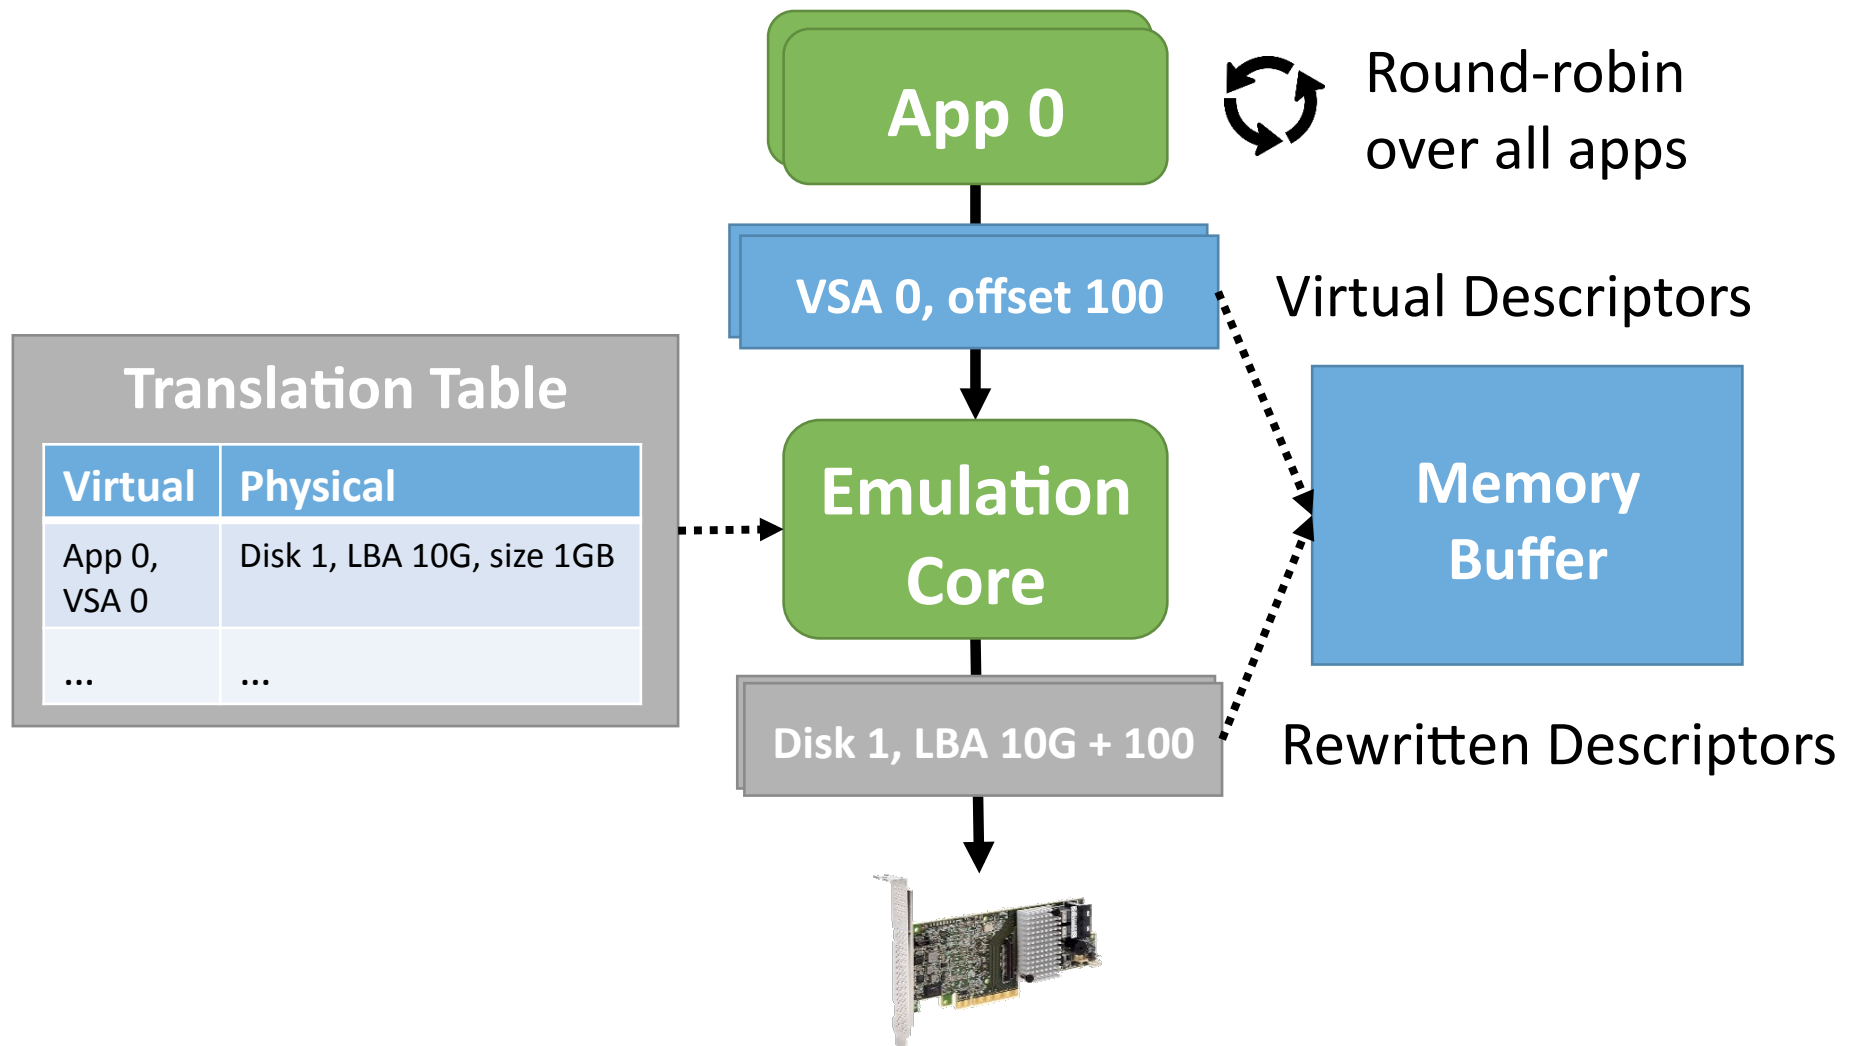 App 0
Round-robin
over all apps
VSA 0, offset 100
Virtual Descriptors
Translation Table
Virtual Physical
App 0, Disk 1, LBA 10G, size 1GB
VSA 0
... ...
Emulation
Core
Memory
Buffer
Disk 1, LBA 10G + 100
Rewritten Descriptors